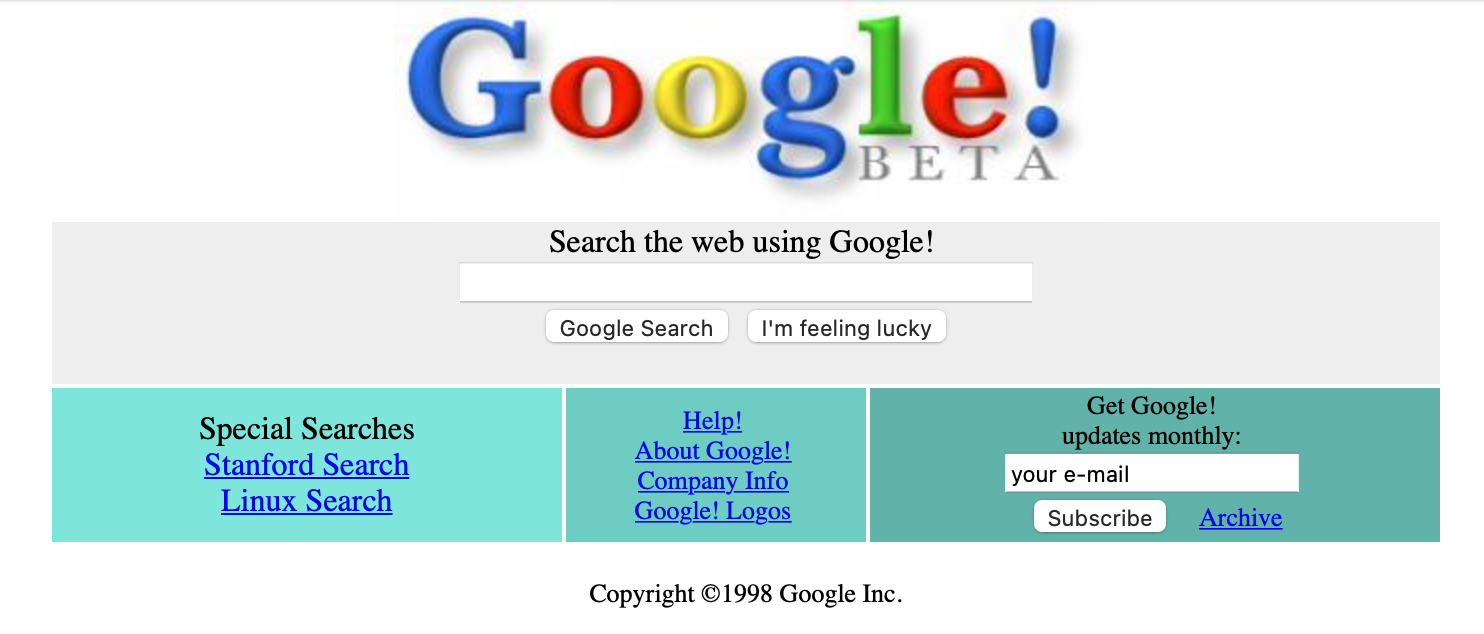 Google!
BETA
Search the web using Google!
Google Search I'm feeling lucky
Special Searches
Stanford Search
Linux Search
Help!
About Google!
Company Info
Google! Logos
Get Google!
updates monthly:
your e-mail
Subscribe Archive
Copyright ©1998 Google Inc.